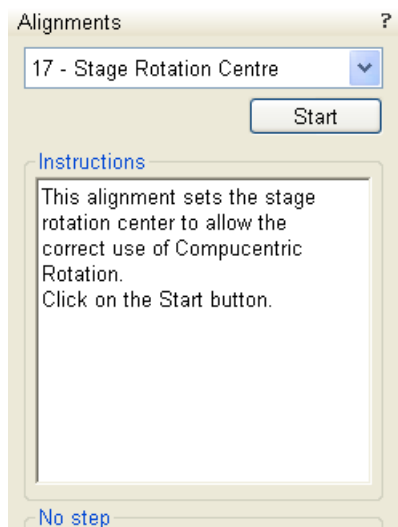 Alignments ?
17 - Stage Rotation Centre
Start
Instructions
This alignment sets the stage
rotation center to allow the
correct use of Compucentric
Rotation.
Click on the Start button.
No step